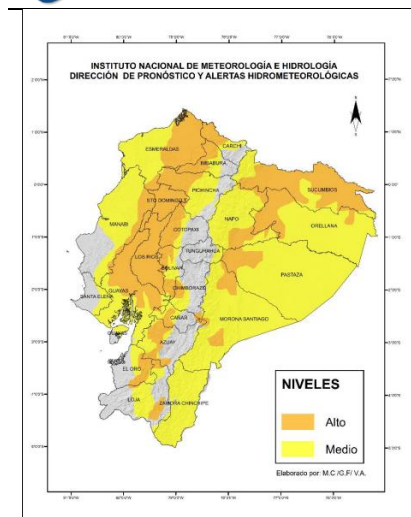 INSTITUTO NACIONAL DE METEOROLOGÍA E HIDROLOGÍA
DIRECCIÓN DE PRONÓSTICO Y ALERTAS HIDROMETEOROLÓGICAS
CARCHI
ESMERALDAS
IMBABURA
SUCUMBIOS
PICHINCHA
STO DOMINGO
NAPO
ORELLANA
MANABI
COTOPAXI
TUNGURAHUA
LOS RIOS
BOLIVAR
PASTAZA
GUAYAS
CHIMBORAZO
SANTA ELENA
CAÑAR
MORONA SANTIAGO
AZUAY
EL ORO
LOJA
ZAMORA CHINCHIPE
NIVELES
Alto
Medio
Elaborado por: M.C /G.F/ V.A.